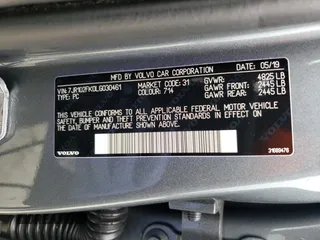 MFD BY VOLVO CAR CORPORATION DATE: 05/19
VIN: 7JR102FK0LG030461 MARKET CODE: 31 GVWR: 4825 LB
TYPE: PC COLOUR: 714 GAWR FRONT: 2445 LB
GAWR REAR: 2445 LB
THIS VEHICLE CONFORMS TO ALL APPLICABLE FEDERAL MOTOR VEHICLE
SAFETY, BUMPER AND THEFT PREVENTION STANDARDS IN EFFECT
ON THE DATE OF MANUFACTURE SHOWN ABOVE.
VOLVO 31689476